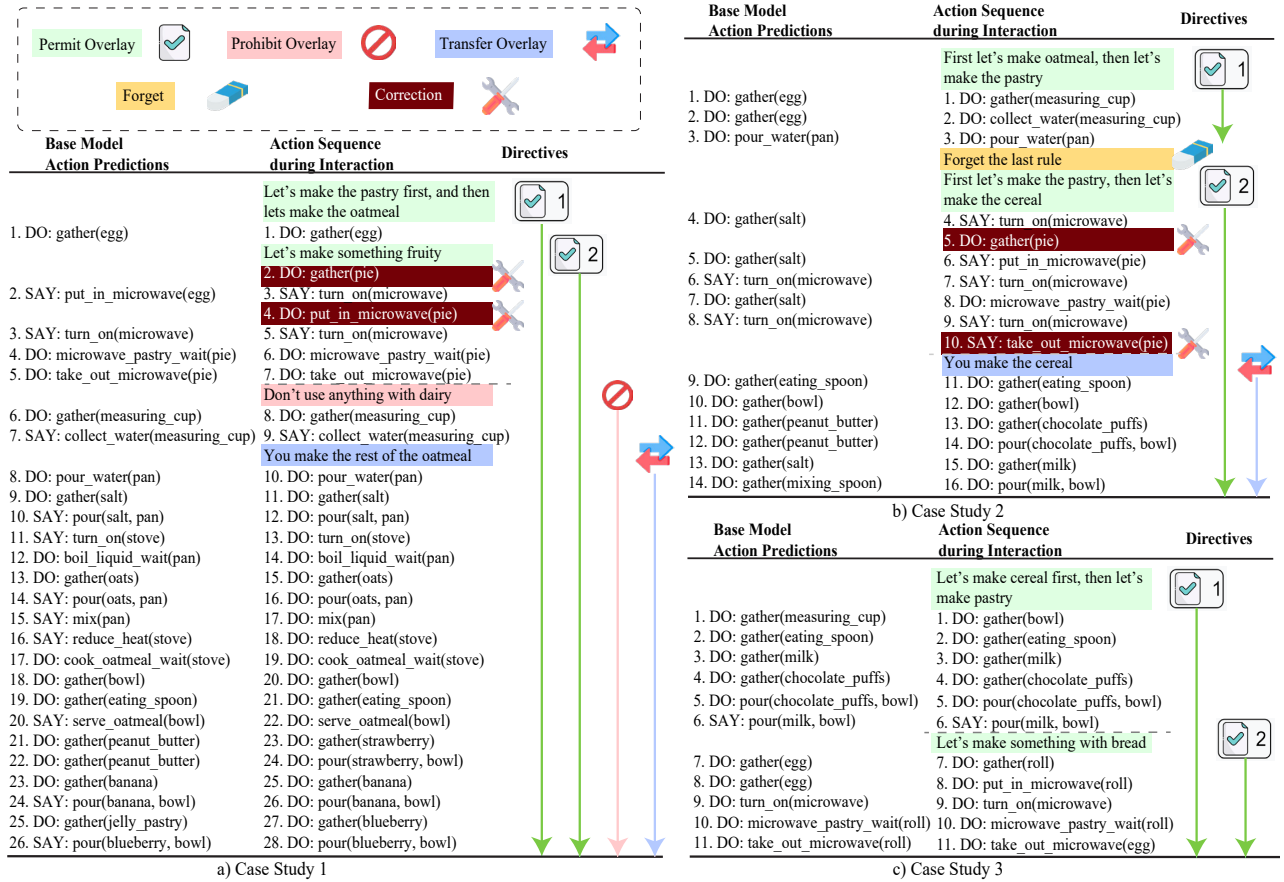 Permit Overlay
Prohibit Overlay
Transfer Overlay
Forget
Correction
Base Model
Action Predictions
Action Sequence
during Interaction
Directives
Let's make the pastry first, and then
lets make the oatmeal
1
1. DO: gather(egg)
1. DO: gather(egg)
Let's make something fruity
2
2. DO: gather(pie)
2. SAY: put_in_microwave(egg)
3. SAY: turn_on(microwave)
4. DO: put_in_microwave(pie)
3. SAY: turn_on(microwave)
5. SAY: turn_on(microwave)
4. DO: microwave_pastry_wait(pie)
6. DO: microwave_pastry_wait(pie)
5. DO: take_out_microwave(pie)
7. DO: take_out_microwave(pie)
Don't use anything with dairy
6. DO: gather(measuring_cup)
8. DO: gather(measuring_cup)
7. SAY: collect_water(measuring_cup)
9. SAY: collect_water(measuring_cup)
You make the rest of the oatmeal
8. DO: pour_water(pan)
10. DO: pour_water(pan)
9. DO: gather(salt)
11. DO: gather(salt)
10. SAY: pour(salt, pan)
12. DO: pour(salt, pan)
11. SAY: turn_on(stove)
13. DO: turn_on(stove)
12. DO: boil_liquid_wait(pan)
14. DO: boil_liquid_wait(pan)
13. DO: gather(oats)
15. DO: gather(oats)
14. SAY: pour(oats, pan)
16. DO: pour(oats, pan)
15. SAY: mix(pan)
17. DO: mix(pan)
16. SAY: reduce_heat(stove)
18. DO: reduce_heat(stove)
17. DO: cook_oatmeal_wait(stove)
19. DO: cook_oatmeal_wait(stove)
18. DO: gather(bowl)
20. DO: gather(bowl)
19. DO: gather(eating_spoon)
21. DO: gather(eating_spoon)
20. SAY: serve_oatmeal(bowl)
22. DO: serve_oatmeal(bowl)
21. DO: gather(peanut_butter)
23. DO: gather(strawberry)
22. DO: gather(peanut_butter)
24. DO: pour(strawberry, bowl)
23. DO: gather(banana)
25. DO: gather(banana)
24. SAY: pour(banana, bowl)
26. DO: pour(banana, bowl)
25. DO: gather(jelly_pastry)
27. DO: gather(blueberry)
26. SAY: pour(blueberry, bowl)
28. DO: pour(blueberry, bowl)
a) Case Study 1
Base Model
Action Predictions
Action Sequence
during Interaction
Directives
First let's make oatmeal, then let's
make the pastry
1
1. DO: gather(egg)
1. DO: gather(measuring_cup)
2. DO: gather(egg)
2. DO: collect_water(measuring_cup)
3. DO: pour_water(pan)
3. DO: pour_water(pan)
Forget the last rule
First let's make the pastry, then let's
make the cereal
2
4. DO: gather(salt)
4. SAY: turn_on(microwave)
5. DO: gather(pie)
5. DO: gather(salt)
6. SAY: put_in_microwave(pie)
6. SAY: turn_on(microwave)
7. SAY: turn_on(microwave)
7. DO: gather(salt)
8. DO: microwave_pastry_wait(pie)
8. SAY: turn_on(microwave)
9. SAY: turn_on(microwave)
10. SAY: take_out_microwave(pie)
You make the cereal
9. DO: gather(eating_spoon)
11. DO: gather(eating_spoon)
10. DO: gather(bowl)
12. DO: gather(bowl)
11. DO: gather(peanut_butter)
13. DO: gather(chocolate_puffs)
12. DO: gather(peanut_butter)
14. DO: pour(chocolate_puffs, bowl)
13. DO: gather(salt)
15. DO: gather(milk)
14. DO: gather(mixing_spoon)
16. DO: pour(milk, bowl)
b) Case Study 2
Base Model
Action Predictions
Action Sequence
during Interaction
Directives
Let's make cereal first, then let's
make pastry
1
1. DO: gather(measuring_cup)
1. DO: gather(bowl)
2. DO: gather(eating_spoon)
2. DO: gather(eating_spoon)
3. DO: gather(milk)
3. DO: gather(milk)
4. DO: gather(chocolate_puffs)
4. DO: gather(chocolate_puffs)
5. DO: pour(chocolate_puffs, bowl)
5. DO: pour(chocolate_puffs, bowl)
6. SAY: pour(milk, bowl)
6. SAY: pour(milk, bowl)
Let's make something with bread
2
7. DO: gather(egg)
7. DO: gather(roll)
8. DO: gather(egg)
8. DO: put_in_microwave(roll)
9. DO: turn_on(microwave)
9. DO: turn_on(microwave)
10. DO: microwave_pastry_wait(roll)
10. DO: microwave_pastry_wait(roll)
11. DO: take_out_microwave(roll)
11. DO: take_out_microwave(egg)
c) Case Study 3